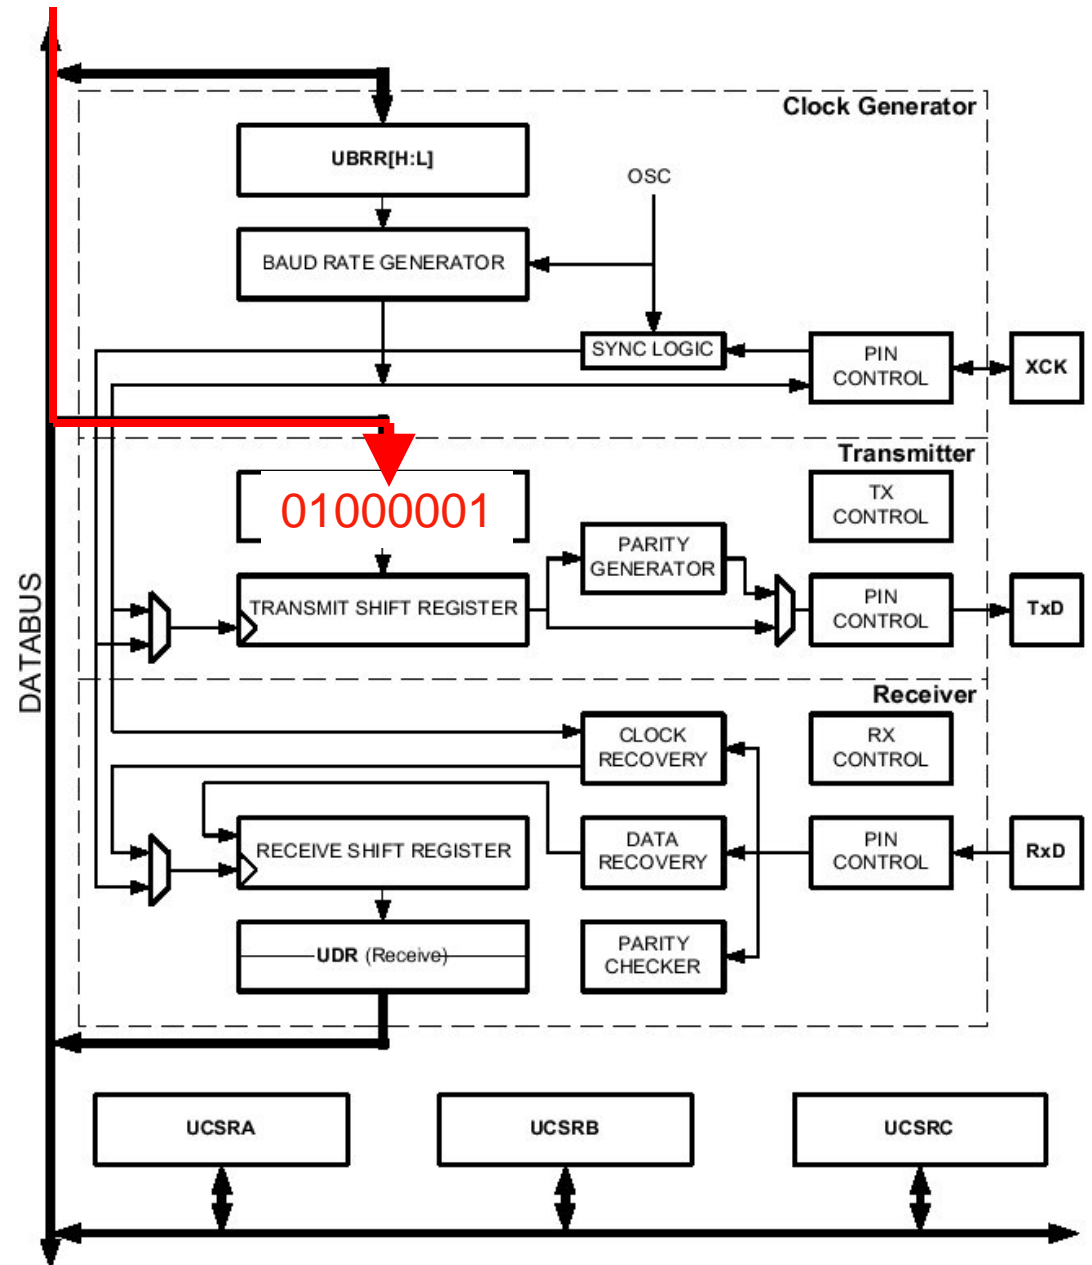 Clock Generator
UBRR[H:L]
OSC
BAUD RATE GENERATOR
SYNC LOGIC
PIN
CONTROL
XCK
Transmitter
01000001
TX
CONTROL
PARITY
GENERATOR
TRANSMIT SHIFT REGISTER
PIN
CONTROL
TxD
DATABUS
Receiver
CLOCK
RECOVERY
RX
CONTROL
RECEIVE SHIFT REGISTER
DATA
RECOVERY
PIN
CONTROL
RxD
UDR (Receive)
PARITY
CHECKER
UCSRA
UCSRB
UCSRC